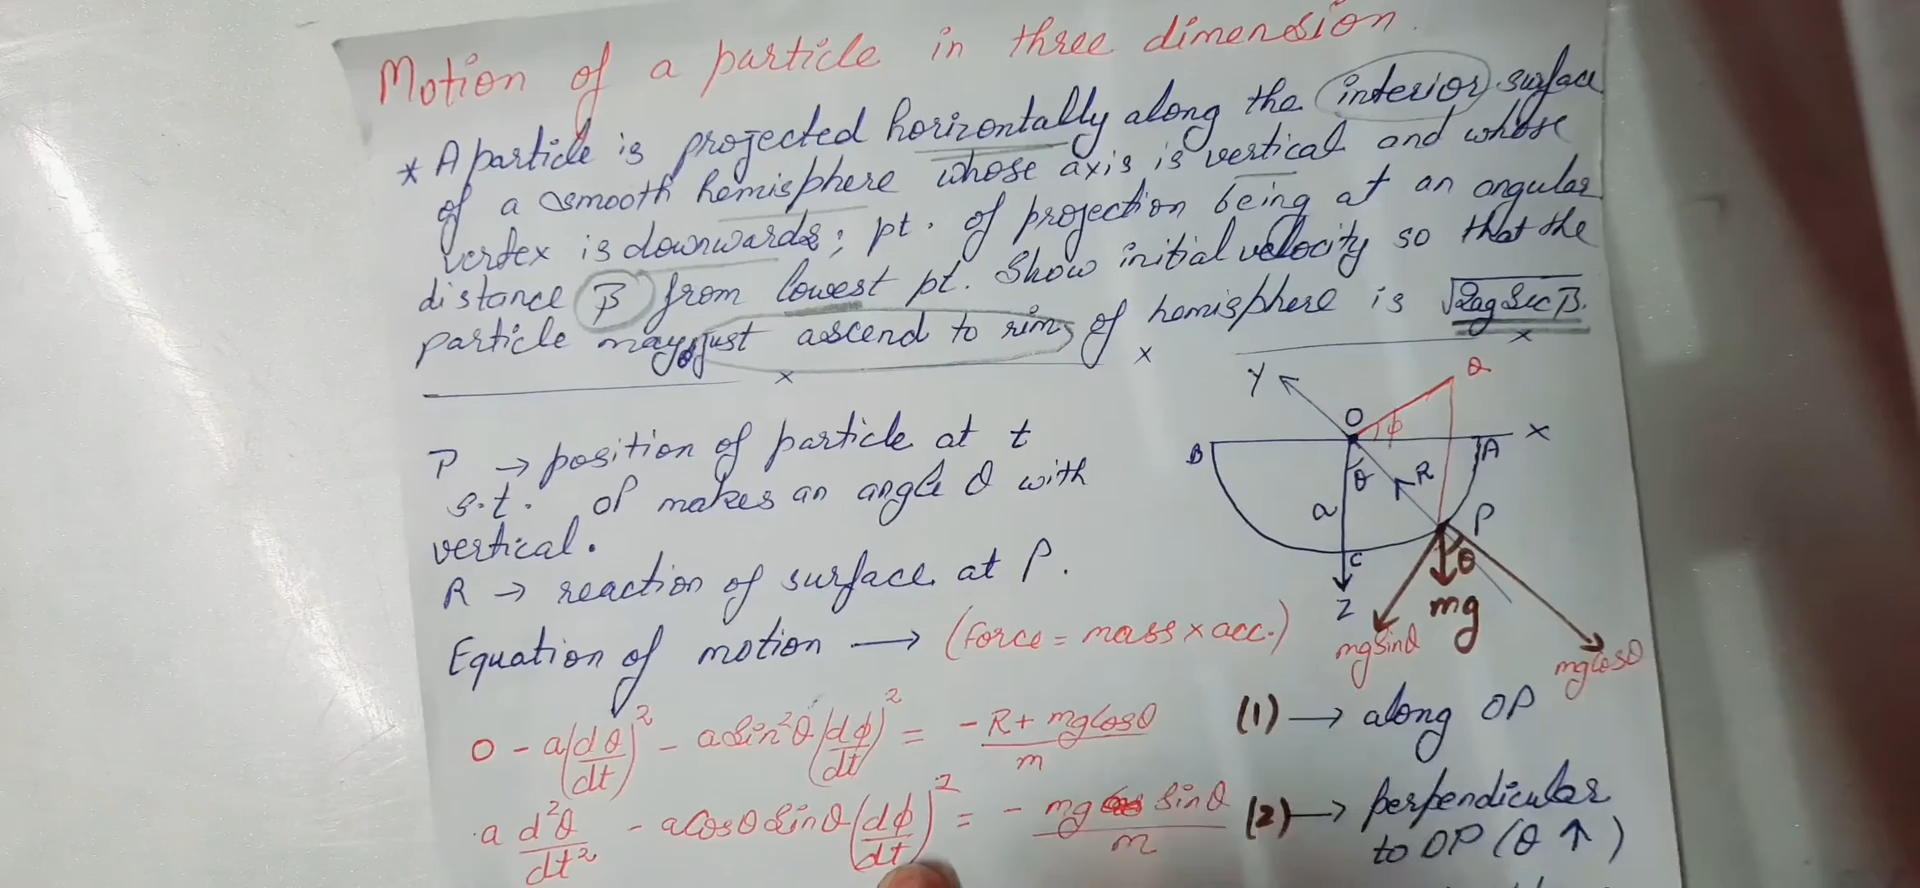 Motion of a particle in three dimension.
* A particle is projected horizontally along the interior surface
of a smooth hemisphere whose axis is vertical and whose
vertex is downwards; pt. of projection being at an angular
distance β from lowest pt. Show initial velocity so that the
particle may just ascend to rim of hemisphere is √2ag Sec β.
x x x
Y O Q
φ
B A X
θ R
a
P → position of particle at t
s.t. OP makes an angle θ with
vertical.
P
C θ
Z mg
mg sinθ mg cosθ
R → reaction of surface at P.
Equation of motion → (force = mass × acc.)
0 - a(dθ/dt)² - a sin²θ(dφ/dt)² = (-R + mg cosθ)/m (1) → along OP
a d²θ/dt² - a cosθ sinθ(dφ/dt)² = - mg sinθ/m (2) → perpendicular
to OP (θ ↑)